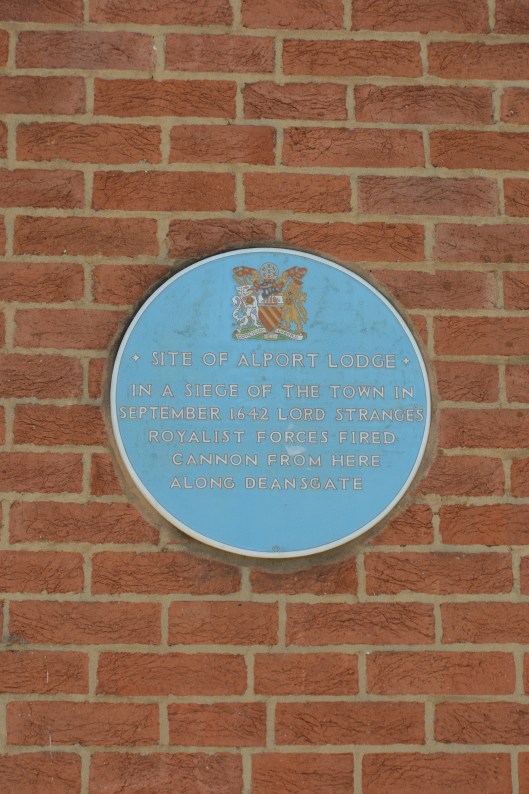 SITE OF ALPORT LODGE
IN A SIEGE OF THE TOWN IN
SEPTEMBER 1642 LORD STRANGE'S
ROYALIST FORCES FIRED
CANNON FROM HERE
ALONG DEANSGATE